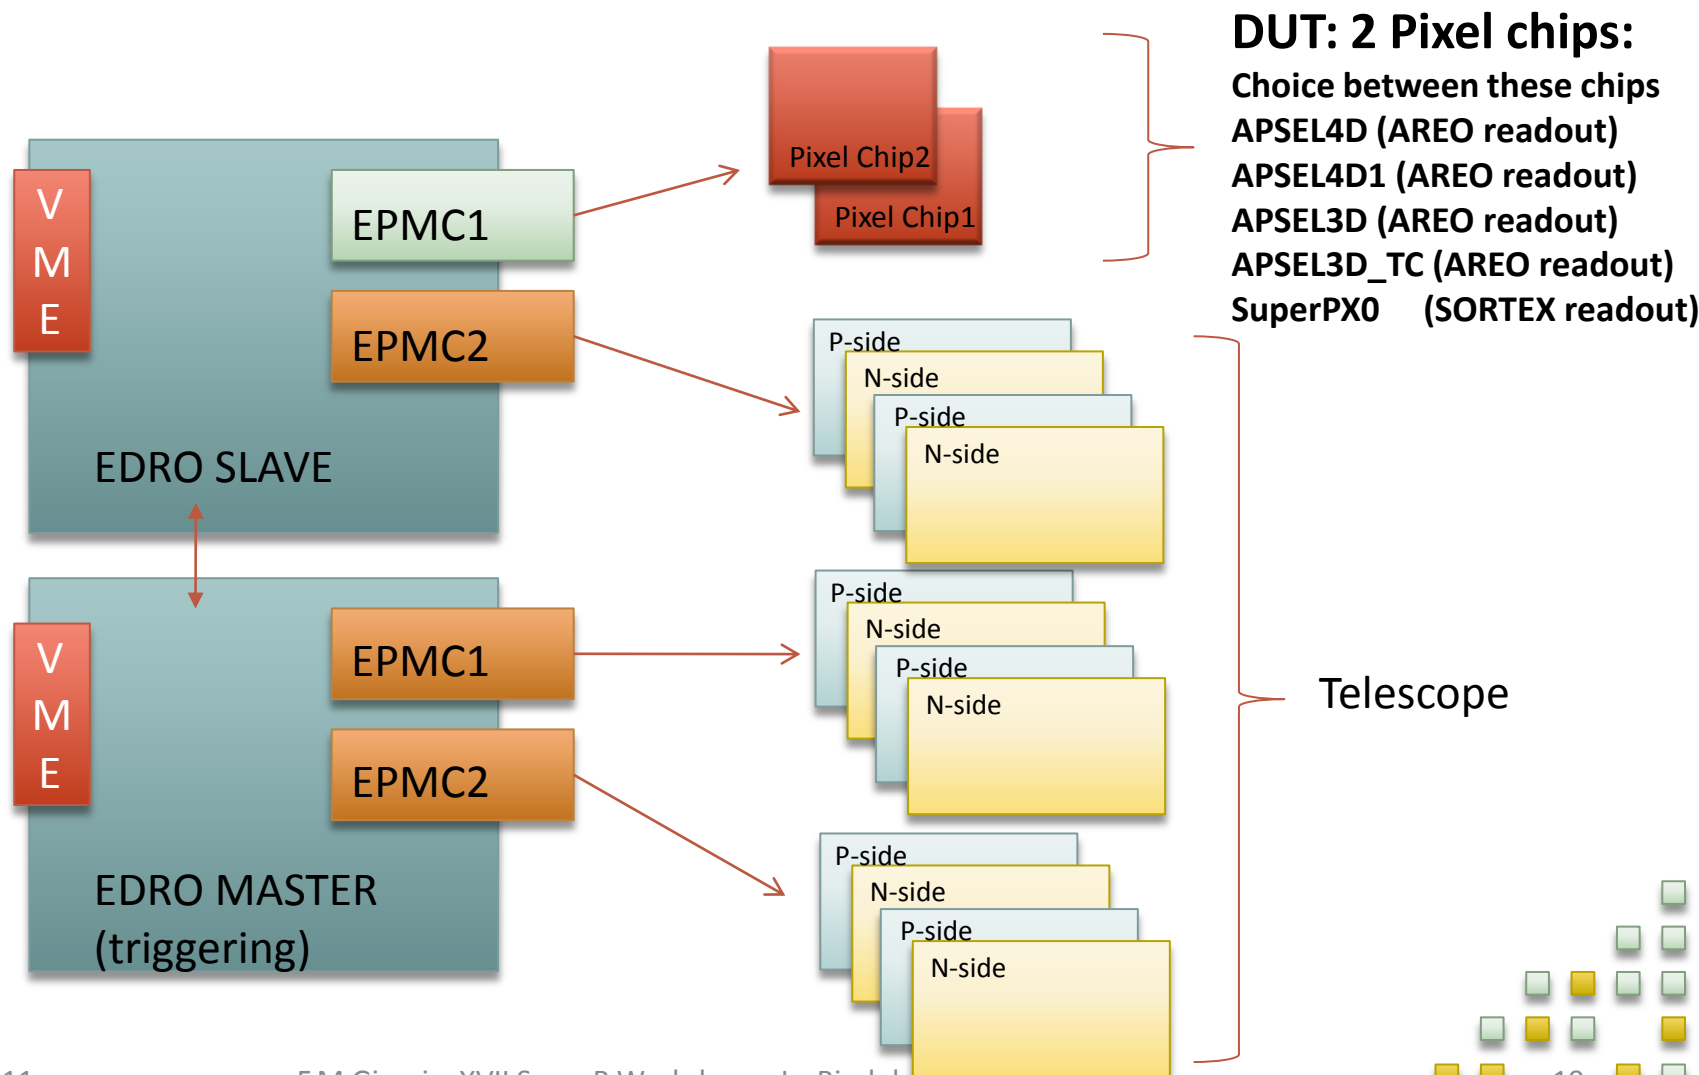 DUT: 2 Pixel chips:
Choice between these chips
APSEL4D (AREO readout)
APSEL4D1 (AREO readout)
APSEL3D (AREO readout)
APSEL3D_TC (AREO readout)
SuperPX0 (SORTEX readout)
Pixel Chip2
Pixel Chip1
V
M
E
EPMC1
EPMC2
EDRO SLAVE
P-side
N-side
P-side
N-side
V
M
E
EPMC1
EPMC2
EDRO MASTER
(triggering)
P-side
N-side
P-side
N-side
P-side
N-side
P-side
N-side
Telescope